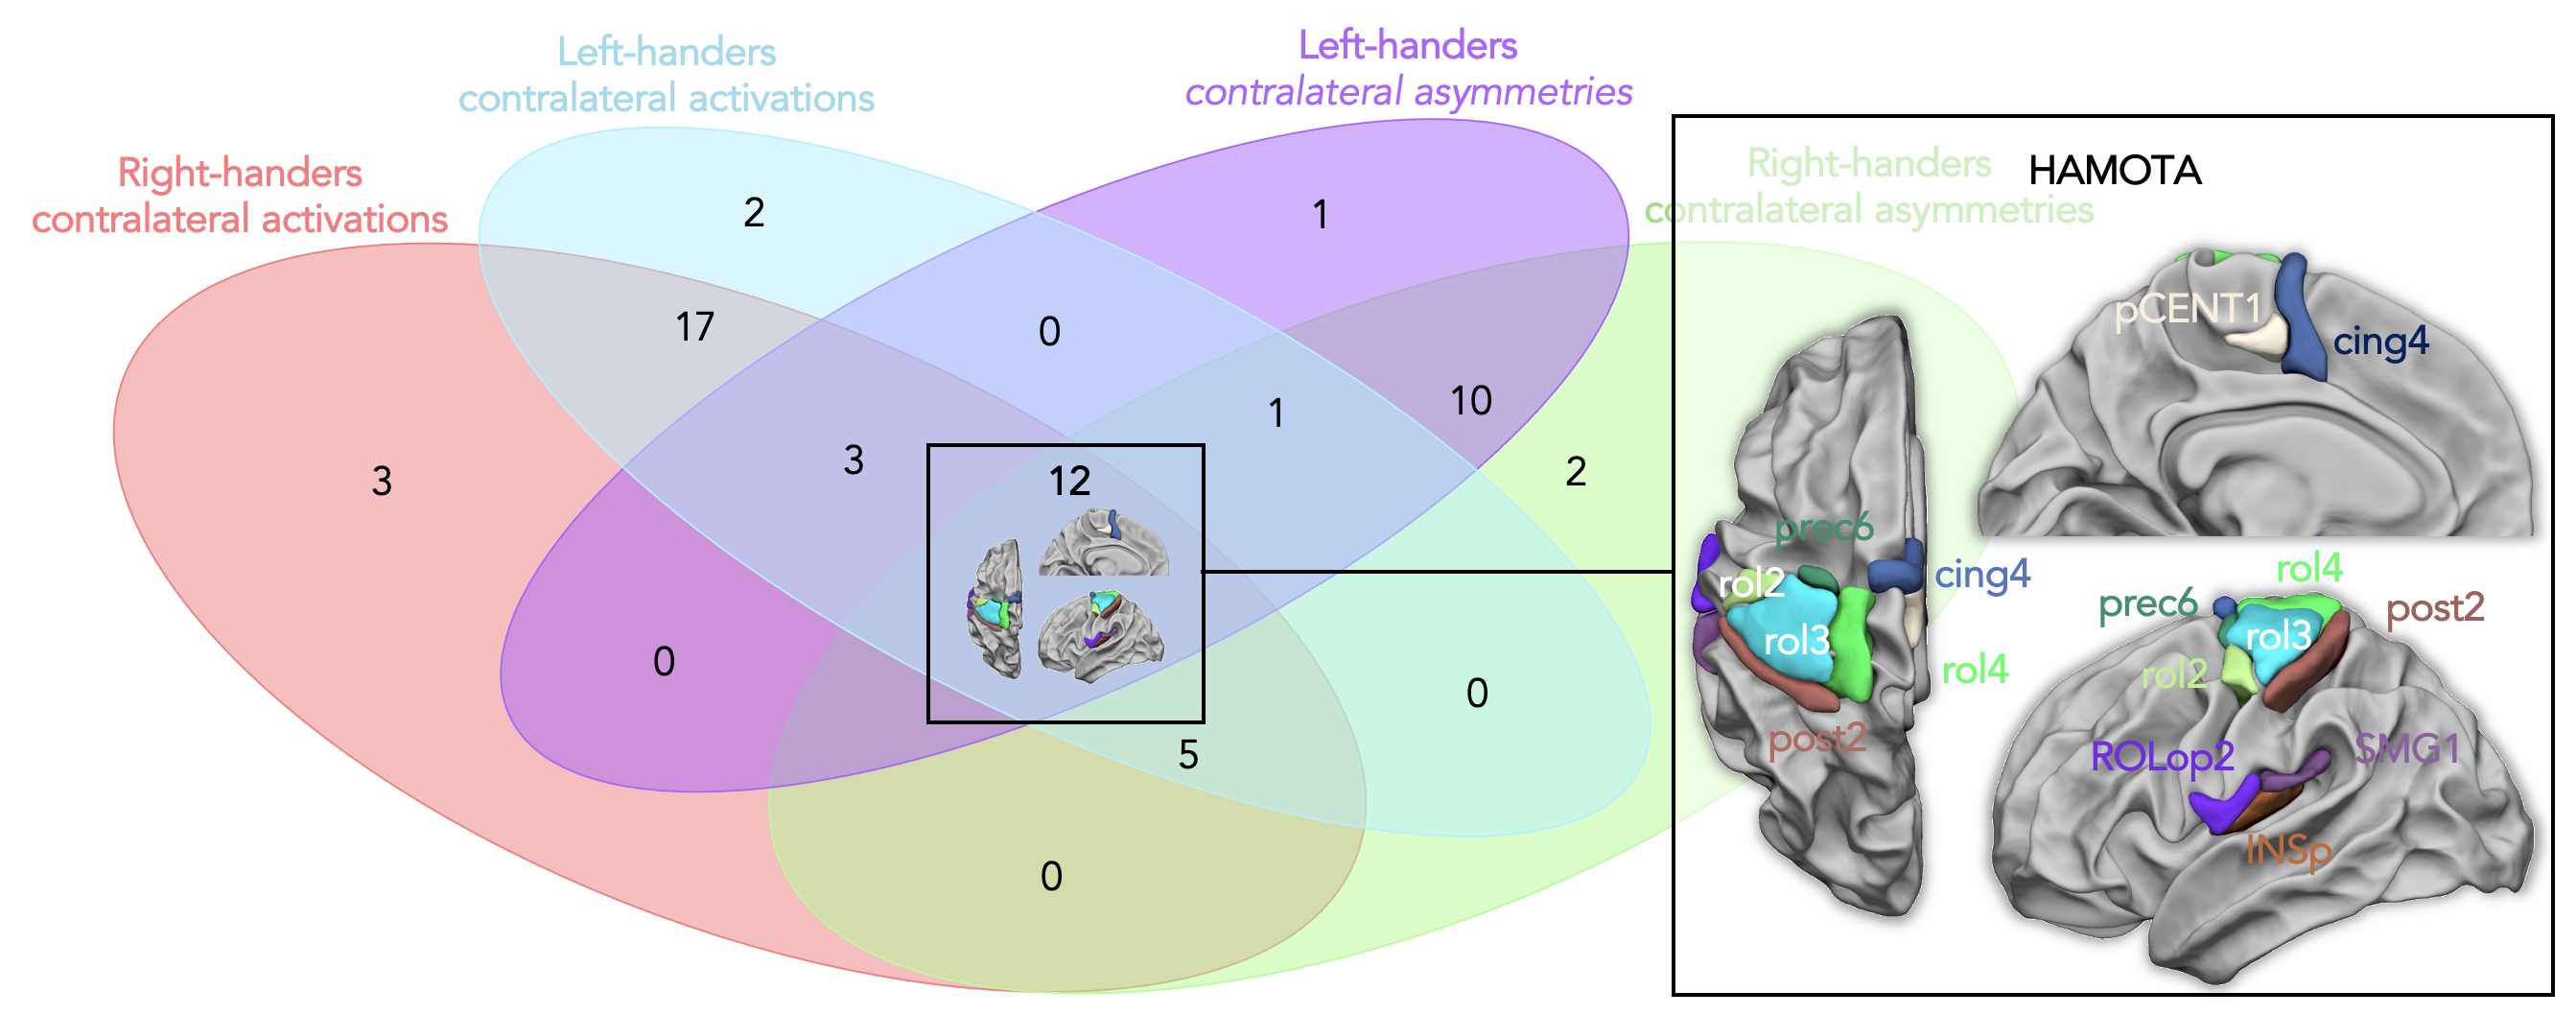 Left-handers
contralateral activations
Left-handers
contralateral asymmetries
Right-handers
contralateral activations
Right-handers
contralateral asymmetries
HAMOTA
2
1
17
0
3
3
12
1
10
2
0
5
0
0
pCENT1
cing4
prec6
rol2
cing4
rol3
rol4
post2
rol4
prec6
post2
rol3
rol2
ROLop2
SMG1
INSp